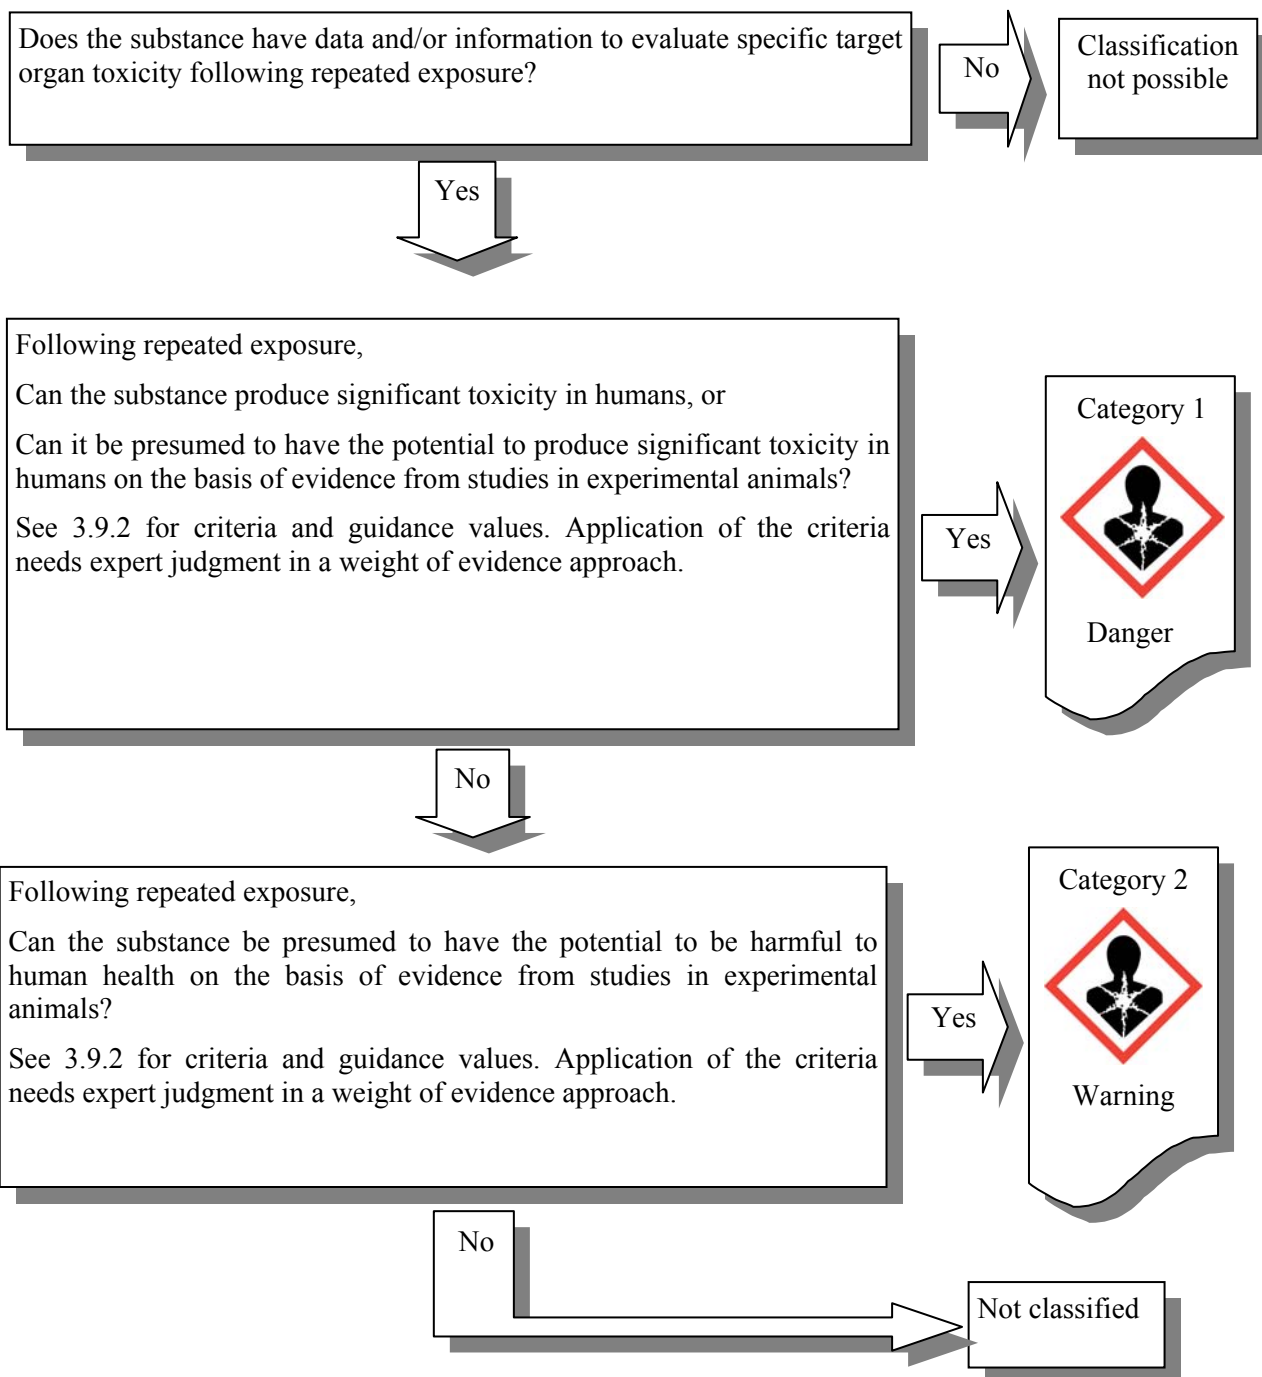 Does the substance have data and/or information to evaluate specific target
organ toxicity following repeated exposure?
No
Classification
not possible
Yes
Following repeated exposure,
Can the substance produce significant toxicity in humans, or
Can it be presumed to have the potential to produce significant toxicity in
humans on the basis of evidence from studies in experimental animals?
See 3.9.2 for criteria and guidance values. Application of the criteria
needs expert judgment in a weight of evidence approach.
Yes
Category 1
Danger
No
Following repeated exposure,
Can the substance be presumed to have the potential to be harmful to
human health on the basis of evidence from studies in experimental
animals?
See 3.9.2 for criteria and guidance values. Application of the criteria
needs expert judgment in a weight of evidence approach.
Yes
Category 2
Warning
No
Not classified